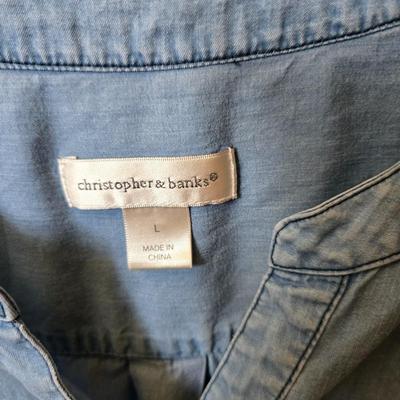 christopher & banks®
L
MADE IN
CHINA